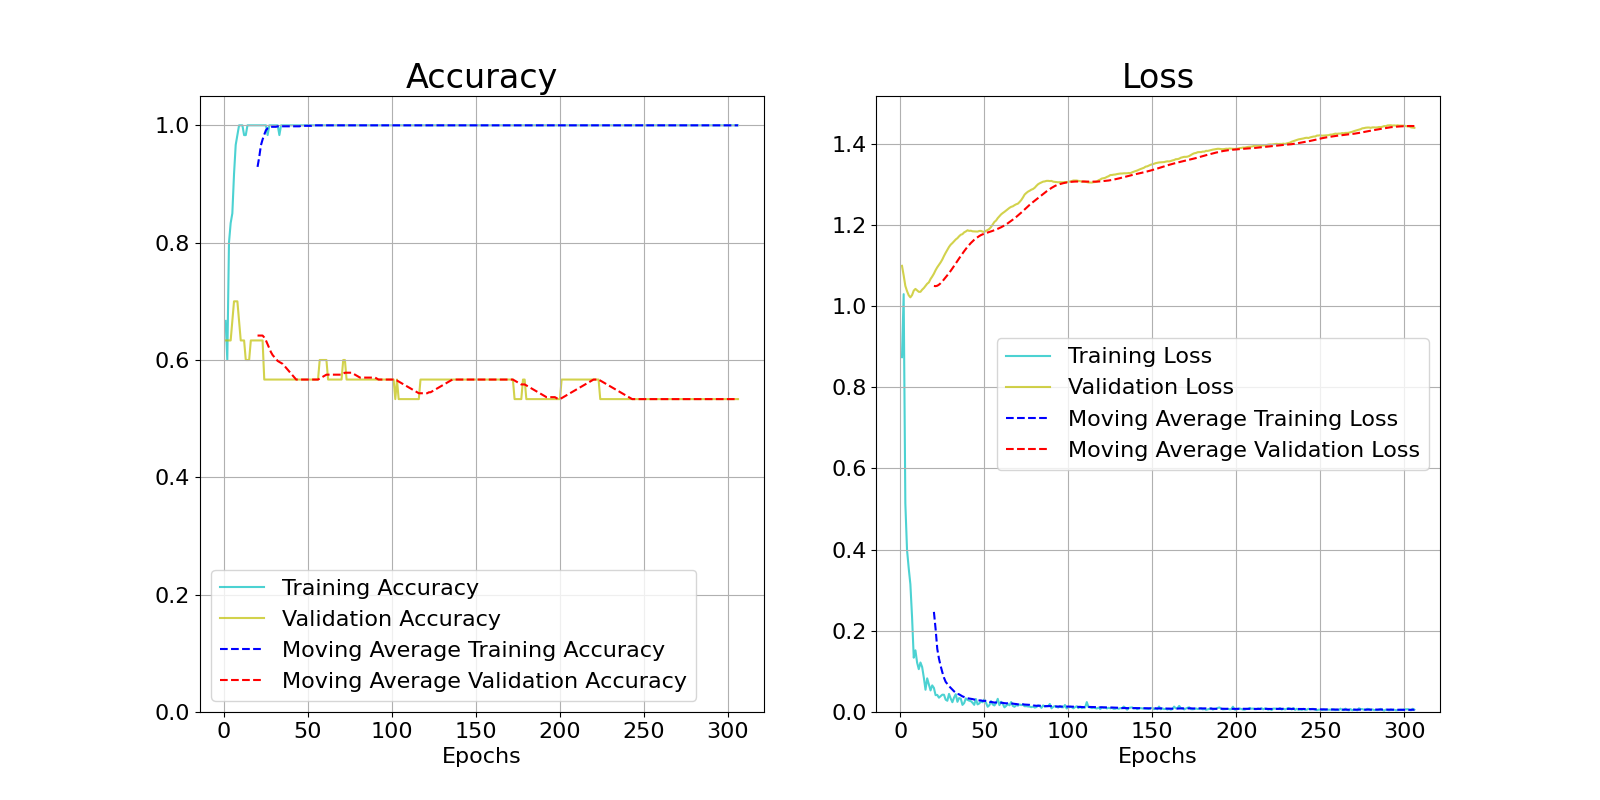 Accuracy
1.0
0.8
0.6
0.4
0.2
0.0
Training Accuracy
Validation Accuracy
Moving Average Training Accuracy
Moving Average Validation Accuracy
0 50 100 150 200 250 300
Epochs
Loss
1.4
1.2
1.0
0.8
0.6
0.4
0.2
0.0
Training Loss
Validation Loss
Moving Average Training Loss
Moving Average Validation Loss
0 50 100 150 200 250 300
Epochs